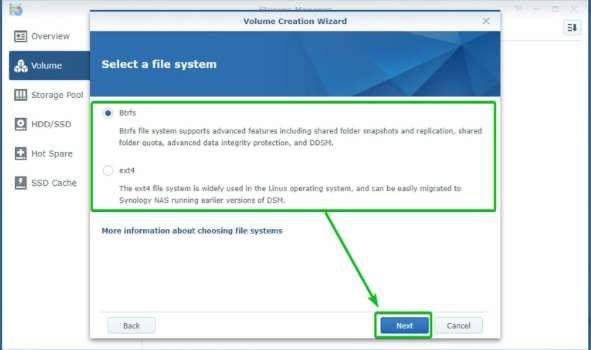 Storage Manager
Volume Creation Wizard
Overview
Volume
Storage Pool
HDD/SSD
Hot Spare
SSD Cache
Select a file system
Btrfs
Btrfs file system supports advanced features including shared folder snapshots and replication, shared
folder quota, advanced data integrity protection, and DDSM.
ext4
The ext4 file system is widely used in the Linux operating system, and can be easily migrated to
Synology NAS running earlier versions of DSM.
More information about choosing file systems
Back
Next
Cancel